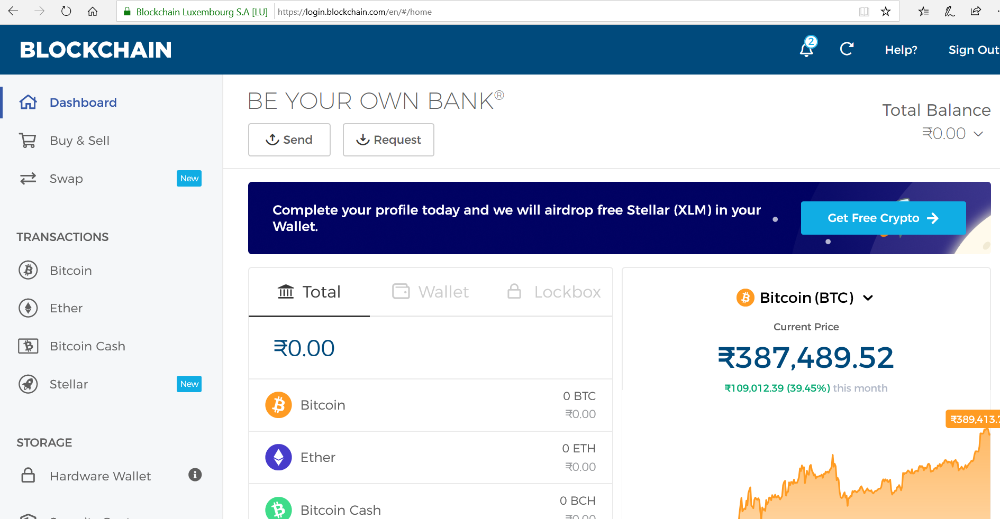 Blockchain Luxembourg S.A [LU] https://login.blockchain.com/en/#/home
BLOCKCHAIN
2
Help?
Sign Out
Dashboard
Buy & Sell
Swap New
TRANSACTIONS
Bitcoin
Ether
Bitcoin Cash
Stellar New
STORAGE
Hardware Wallet
BE YOUR OWN BANK®
Send Request
Total Balance
₹0.00
Complete your profile today and we will airdrop free Stellar (XLM) in your
Wallet.
Get Free Crypto
Total Wallet Lockbox
₹0.00
Bitcoin 0 BTC
₹0.00
Ether 0 ETH
₹0.00
Bitcoin Cash 0 BCH
₹0.00
Bitcoin (BTC)
Current Price
₹387,489.52
₹109,012.39 (39.45%) this month
₹389,413.7